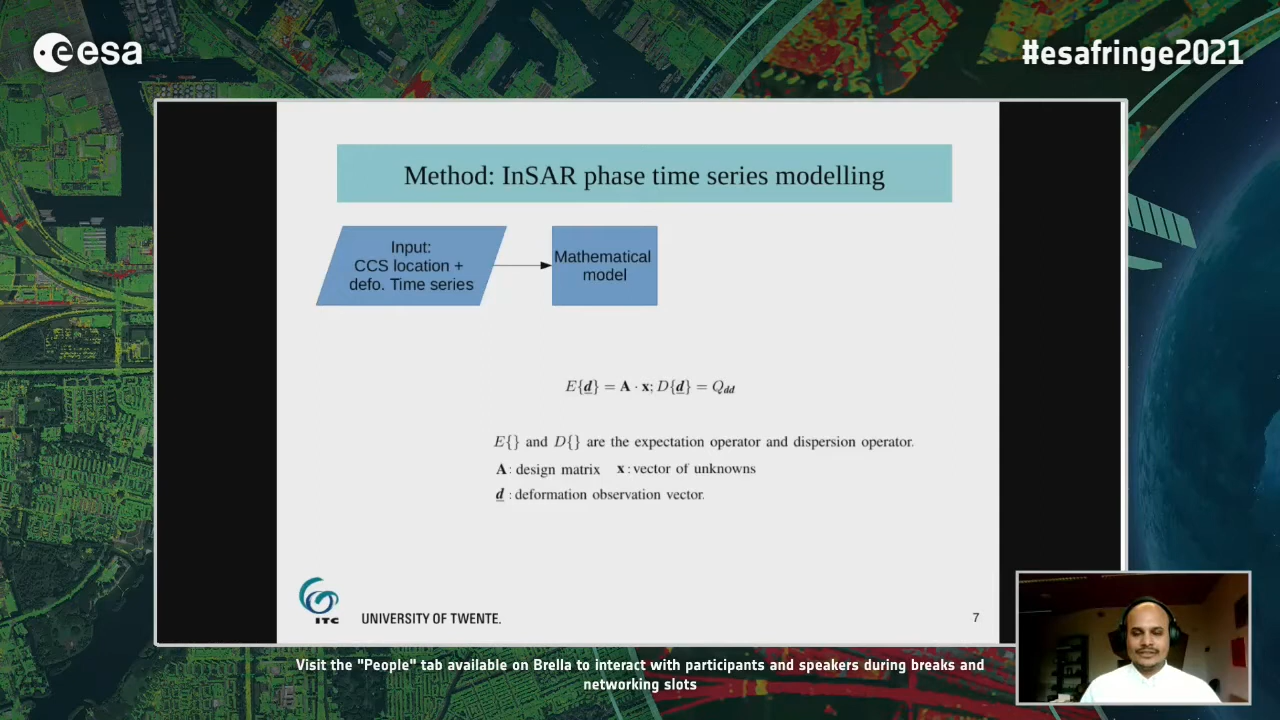 esa
#esafringe2021
Method: InSAR phase time series modelling
Input:
CCS location +
defo. Time series
Mathematical
model
E{d} = A · x; D{d} = Q_dd
E{} and D{} are the expectation operator and dispersion operator.
A : design matrix x : vector of unknowns
d : deformation observation vector.
ITC
UNIVERSITY OF TWENTE.
7
Visit the "People" tab available on Brella to interact with participants and speakers during breaks and
networking slots